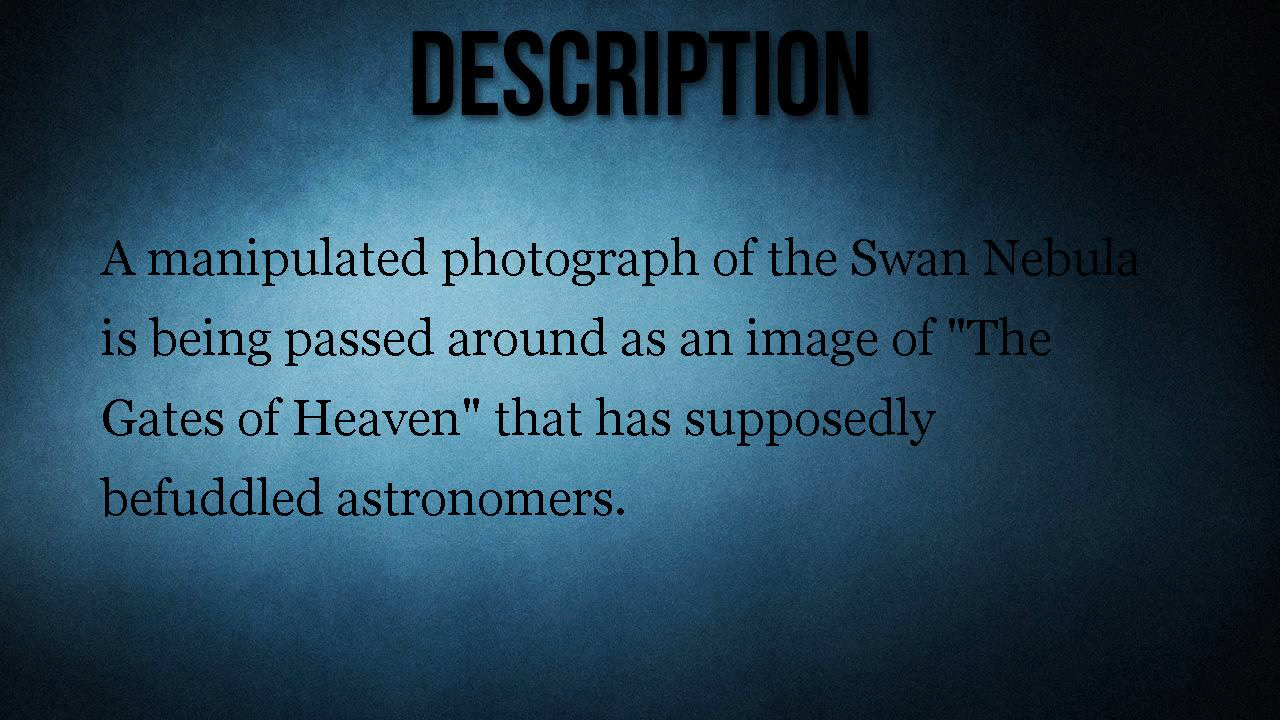 DESCRIPTION
A manipulated photograph of the Swan Nebula
is being passed around as an image of "The
Gates of Heaven" that has supposedly
befuddled astronomers.